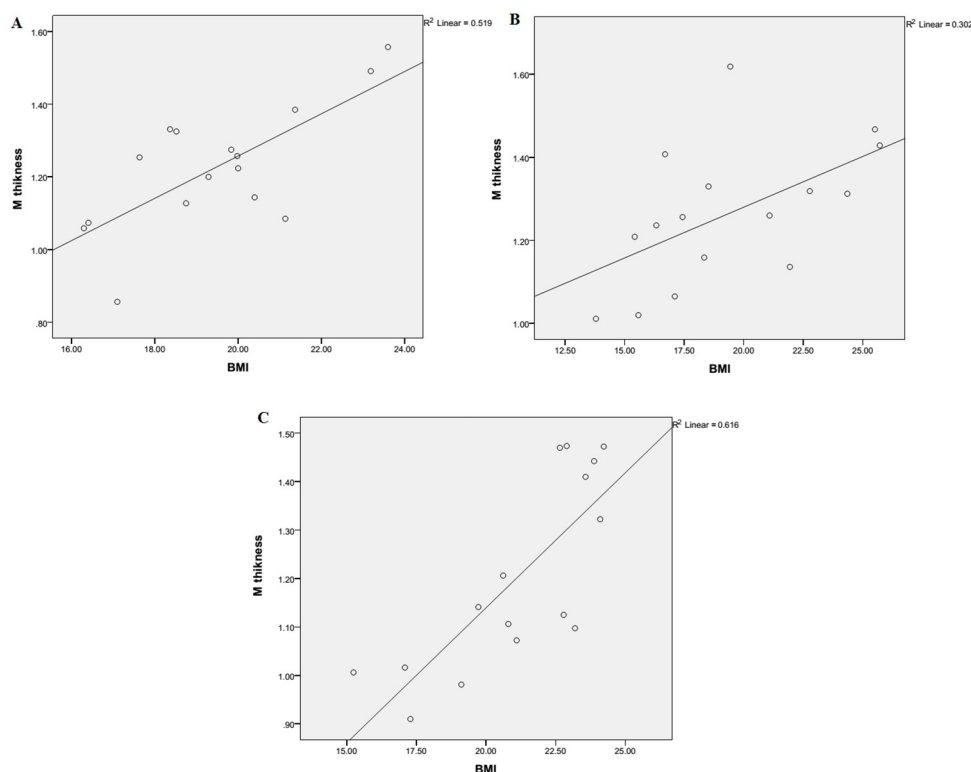 A
R² Linear = 0.519
1.60
1.40
1.20
1.00
.80
M thikness
16.00 18.00 20.00 22.00 24.00
BMI
B
R² Linear = 0.302
1.60
1.40
1.20
1.00
M thikness
12.50 15.00 17.50 20.00 22.50 25.00
BMI
C
R² Linear = 0.616
1.50
1.40
1.30
1.20
1.10
1.00
.90
M thikness
15.00 17.50 20.00 22.50 25.00
BMI